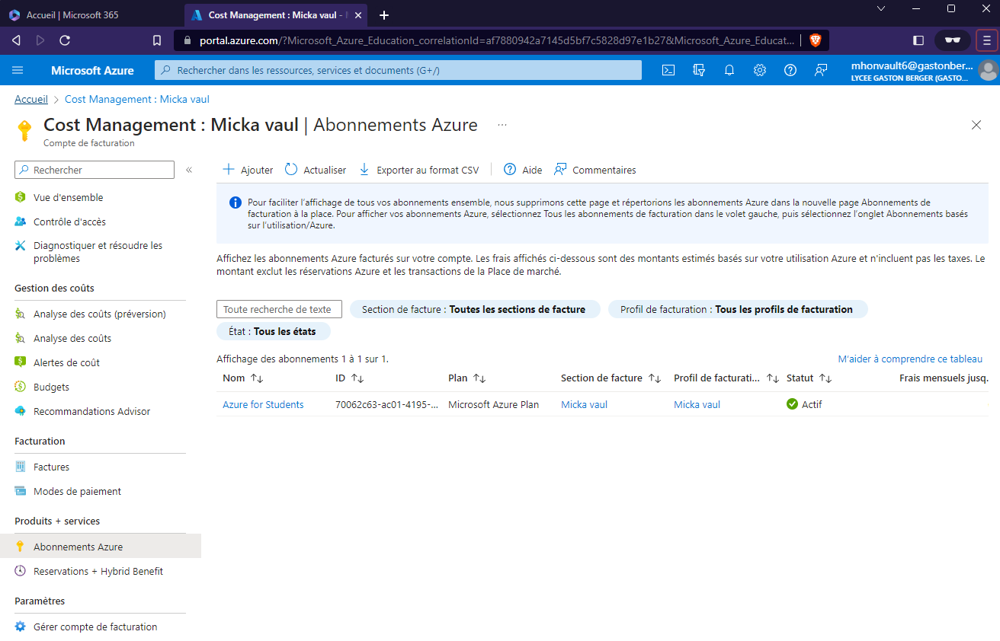 Accueil | Microsoft 365
Cost Management : Micka vaul -
portal.azure.com/?Microsoft_Azure_Education_correlationId=af7880942a7145d5bf7c5828d97e1b27&Microsoft_Azure_Educat...
Microsoft Azure
Rechercher dans les ressources, services et documents (G+/)
mhonvault6@gastonber...
LYCEE GASTON BERGER (GASTO...
Accueil > Cost Management : Micka vaul
Cost Management : Micka vaul | Abonnements Azure ...
Compte de facturation
Rechercher
«
Vue d'ensemble
Contrôle d'accès
Diagnostiquer et résoudre les
problèmes
Gestion des coûts
Analyse des coûts (préversion)
Analyse des coûts
Alertes de coût
Budgets
Recommandations Advisor
Facturation
Factures
Modes de paiement
Produits + services
Abonnements Azure
Reservations + Hybrid Benefit
Paramètres
Gérer compte de facturation
Ajouter Actualiser Exporter au format CSV Aide Commentaires
Pour faciliter l'affichage de tous vos abonnements ensemble, nous supprimons cette page et répertorions les abonnements Azure dans la nouvelle page Abonnements de
facturation à la place. Pour afficher vos abonnements Azure, sélectionnez Tous les abonnements de facturation dans le volet gauche, puis sélectionnez l'onglet Abonnements basés
sur l'utilisation/Azure.
Affichez les abonnements Azure facturés sur votre compte. Les frais affichés ci-dessous sont des montants estimés basés sur votre utilisation Azure et n'incluent pas les taxes. Le
montant exclut les réservations Azure et les transactions de la Place de marché.
Toute recherche de texte Section de facture : Toutes les sections de facture Profil de facturation : Tous les profils de facturation
État : Tous les états
Affichage des abonnements 1 à 1 sur 1. M'aider à comprendre ce tableau
Nom ID Plan Section de facture Profil de facturati... Statut Frais mensuels jusq.
Azure for Students 70062c63-ac01-4195-... Microsoft Azure Plan Micka vaul Micka vaul Actif